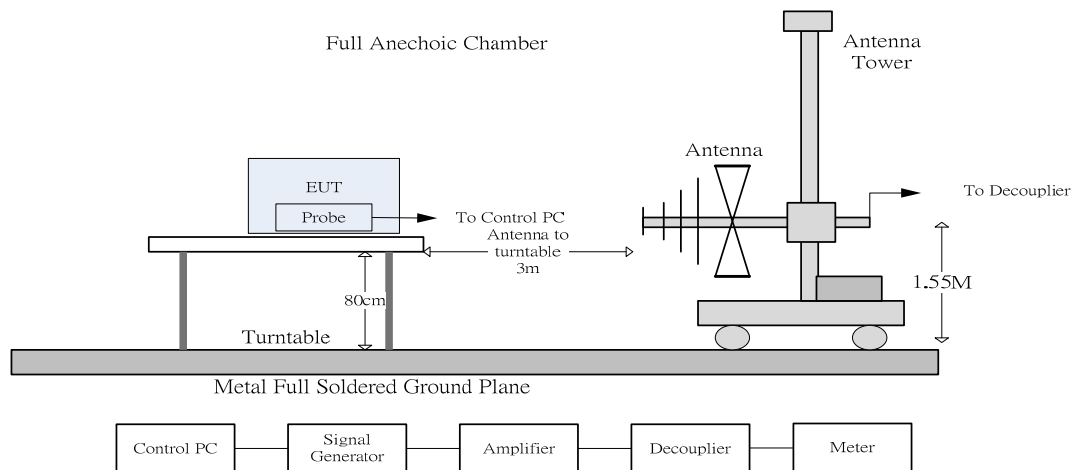 Full Anechoic Chamber
Antenna
Tower
Antenna
EUT
Probe
To Decouplier
To Control PC
Antenna to
turntable
3m
80cm
1.55M
Turntable
Metal Full Soldered Ground Plane
Control PC
Signal
Generator
Amplifier
Decouplier
Meter